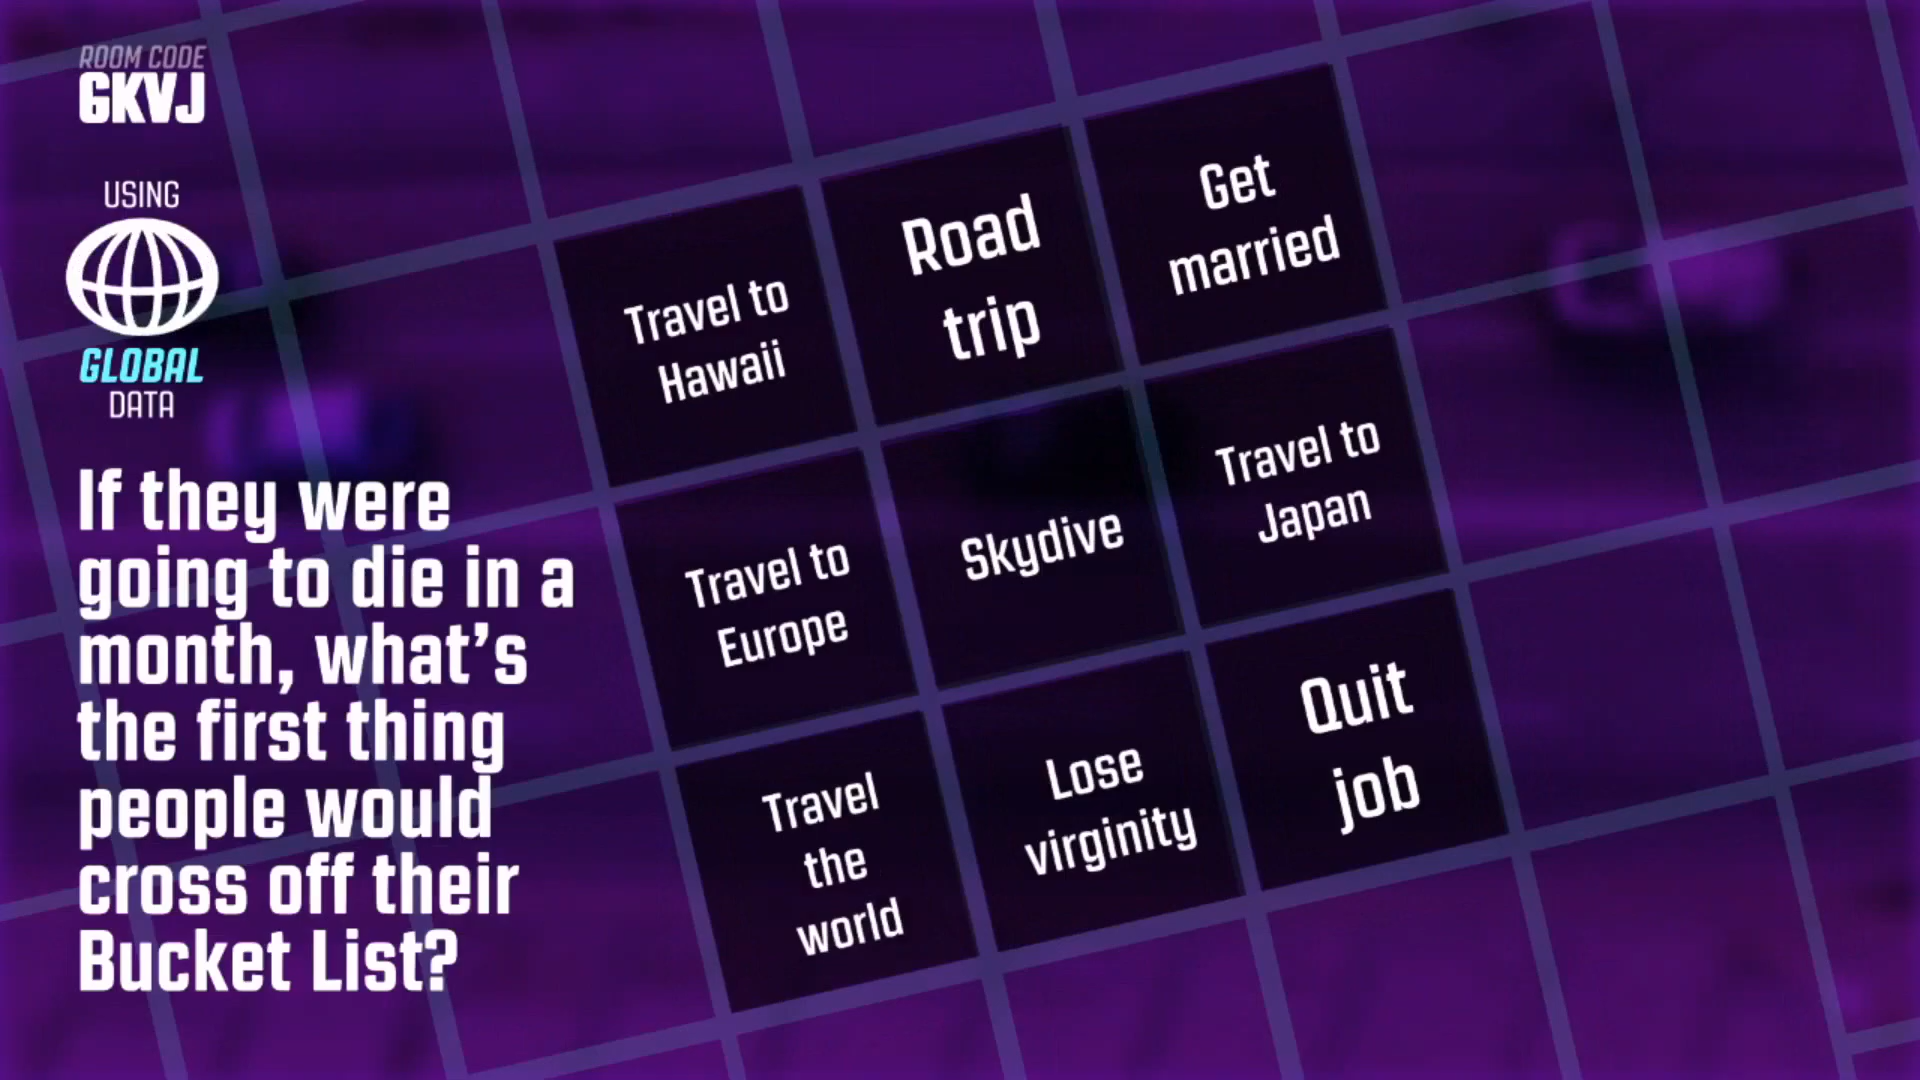 ROOM CODE
GKVJ
USING
GLOBAL
DATA
If they were
going to die in a
month, what's
the first thing
people would
cross off their
Bucket List?
Travel to
Hawaii
Road
trip
Get
married
Travel to
Europe
Skydive
Travel to
Japan
Travel
the
world
Lose
virginity
Quit
job